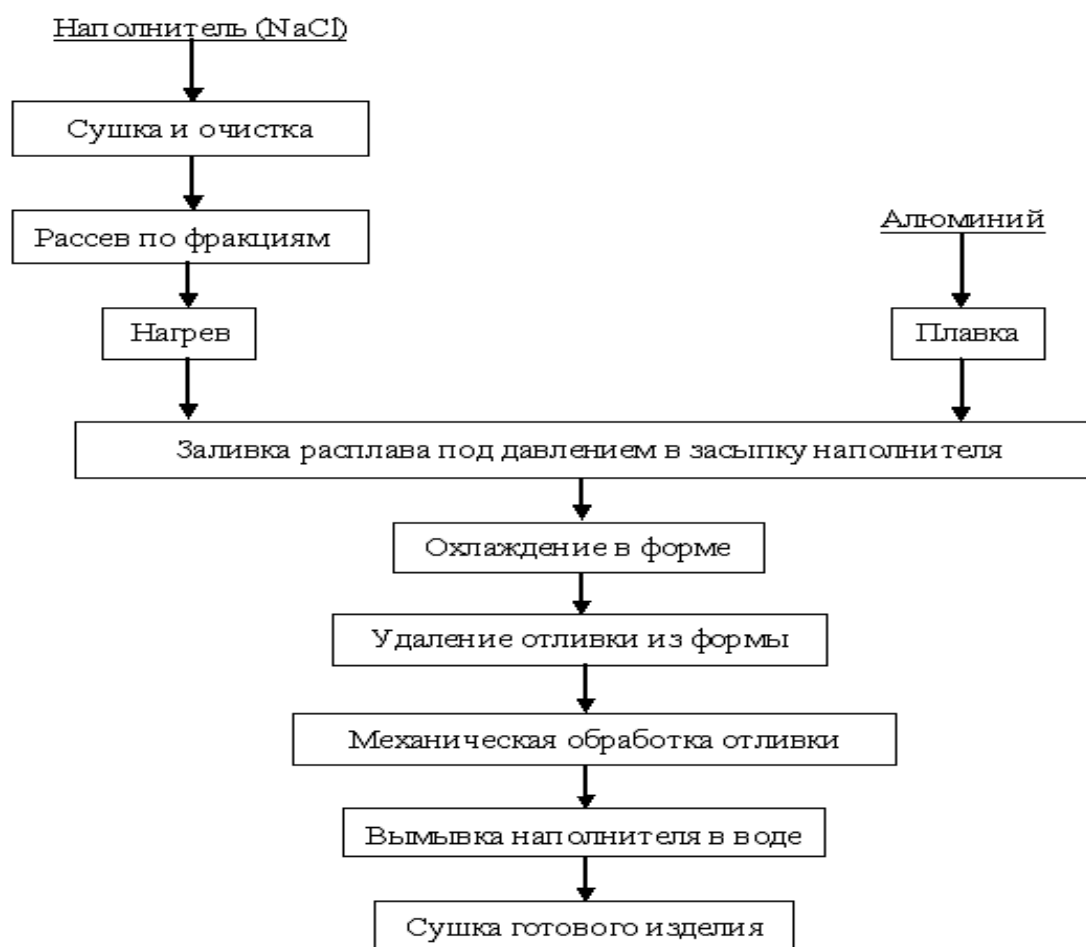 Наполнитель (NaCl)
Сушка и очистка
Рассев по фракциям
Алюминий
Нагрев
Плавка
Заливка расплава под давлением в засыпку наполнителя
Охлаждение в форме
Удаление отливки из формы
Механическая обработка отливки
Вымывка наполнителя в воде
Сушка готового изделия